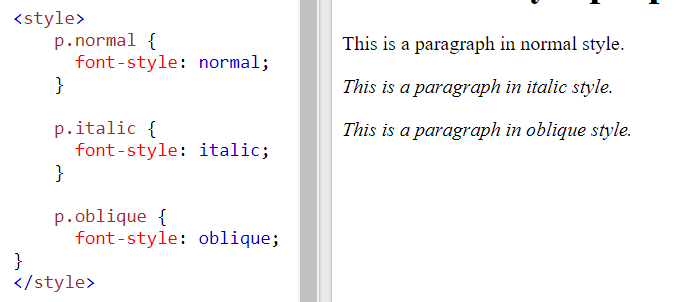 <style>
p.normal {
font-style: normal;
}
p.italic {
font-style: italic;
}
p.oblique {
font-style: oblique;
}
</style>
This is a paragraph in normal style.
This is a paragraph in italic style.
This is a paragraph in oblique style.